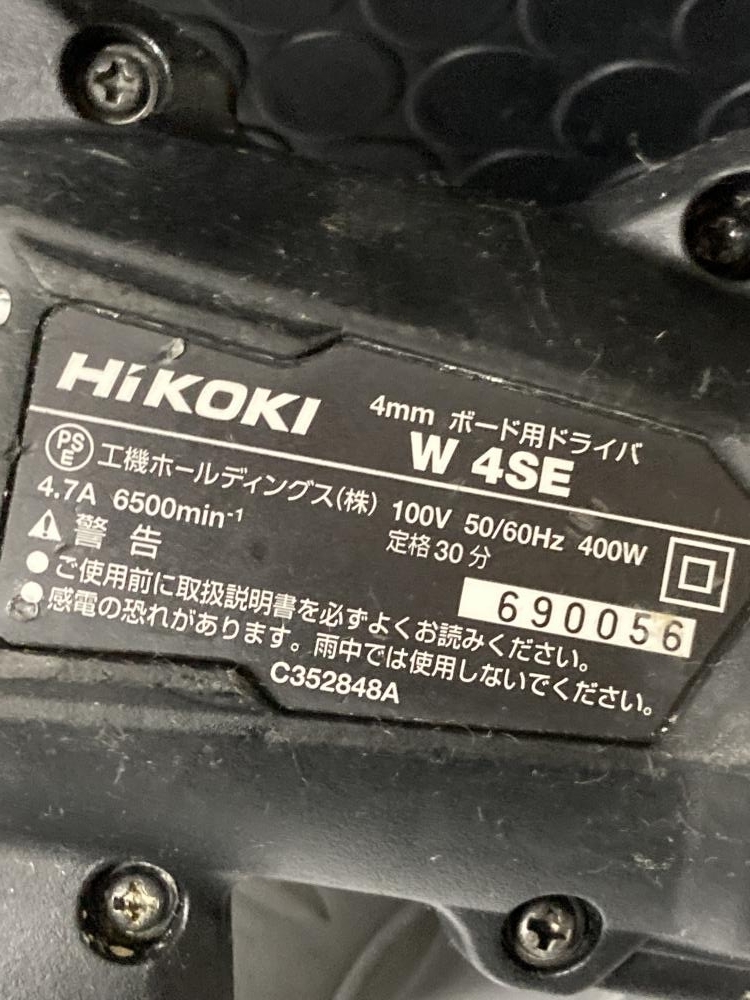 HiKOKI
4mm ボード用ドライバ
W 4SE
PS
E
工機ホールディングス(株) 100V 50/60Hz 400W
4.7A 6500min-1 定格30分
警告
690056
●ご使用前に取扱説明書を必ずよくお読みください。
●感電の恐れがあります。雨中では使用しないでください。
C352848A